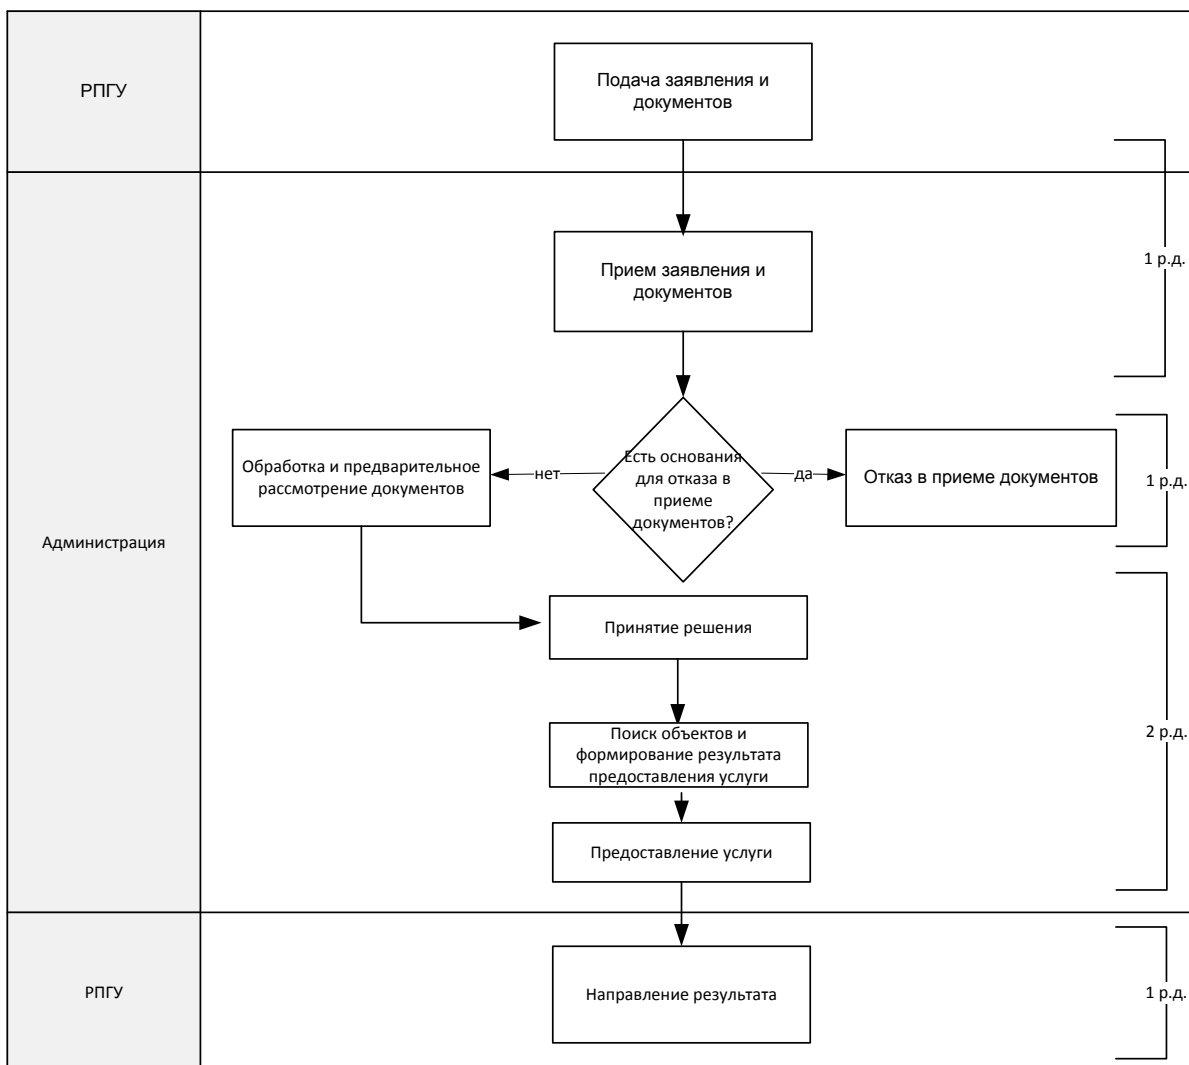 РПГУ
Подача заявления и
документов
Прием заявления и
документов
1 р.д.
Администрация
Обработка и предварительное
рассмотрение документов
нет
Есть основания
для отказа в
приеме
документов?
да
Отказ в приеме документов
1 р.д.
Принятие решения
Поиск объектов и
формирование результата
предоставления услуги
2 р.д.
Предоставление услуги
РПГУ
Направление результата
1 р.д.